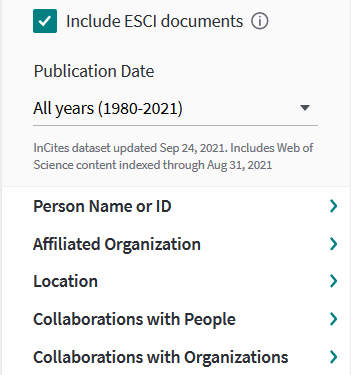 Include ESCI documents
Publication Date
All years (1980-2021)
InCites dataset updated Sep 24, 2021. Includes Web of
Science content indexed through Aug 31, 2021
Person Name or ID
Affiliated Organization
Location
Collaborations with People
Collaborations with Organizations